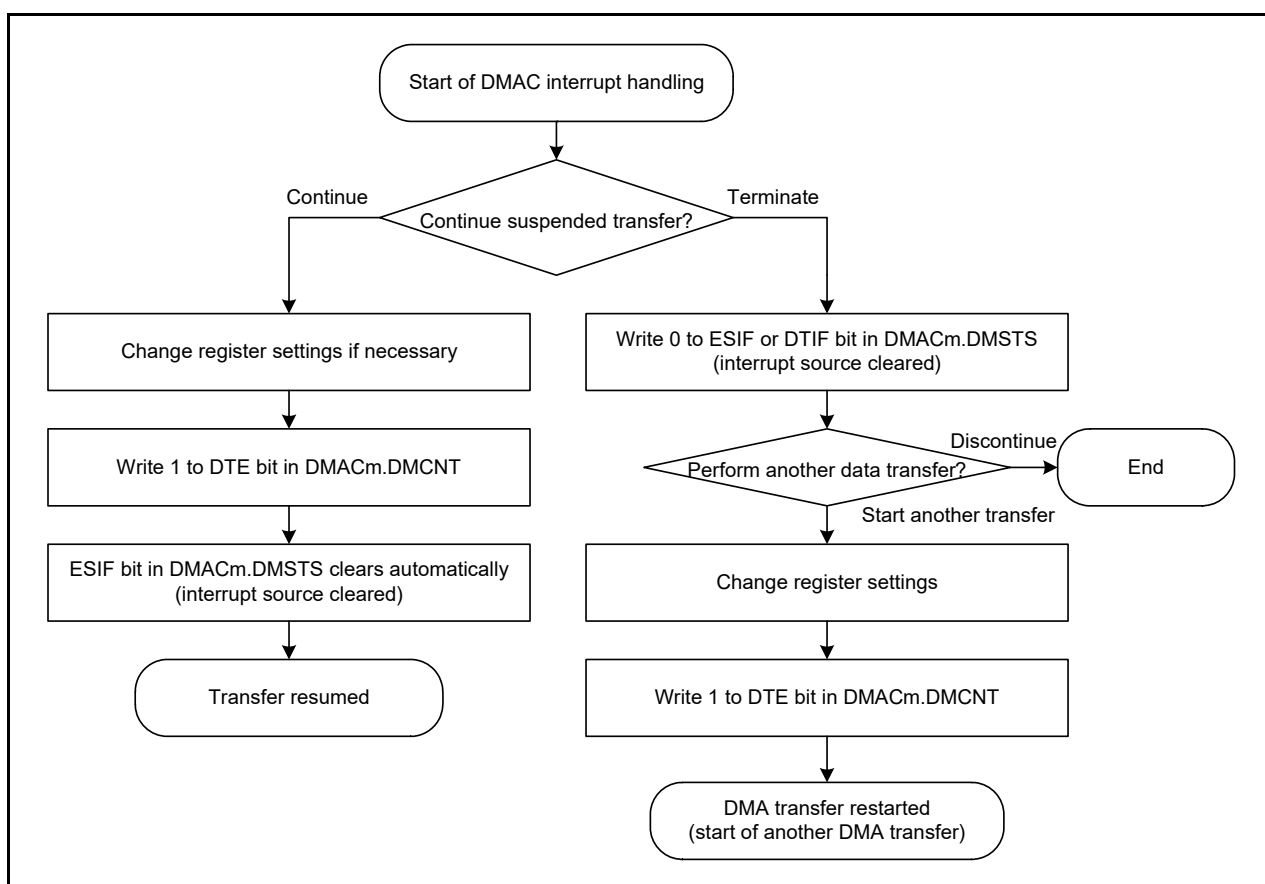 Start of DMAC interrupt handling
Continue
Terminate
Continue suspended transfer?
Change register settings if necessary
Write 1 to DTE bit in DMACm.DMCNT
ESIF bit in DMACm.DMSTS clears automatically
(interrupt source cleared)
Transfer resumed
Write 0 to ESIF or DTIF bit in DMACm.DMSTS
(interrupt source cleared)
Perform another data transfer?
Discontinue
End
Start another transfer
Change register settings
Write 1 to DTE bit in DMACm.DMCNT
DMA transfer restarted
(start of another DMA transfer)